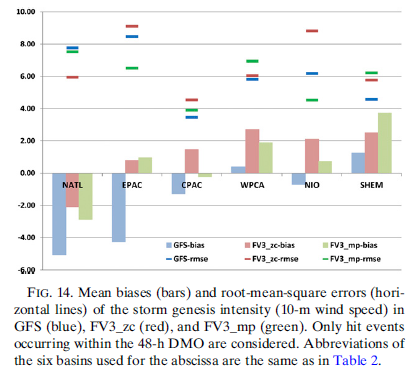 10.00
8.00
6.00
4.00
2.00
0.00
NATL EPAC CPAC WPCA NIO SHEM
-2.00
-4.00
GFS-bias FV3_zc-bias FV3_mp-bias
GFS-rmse FV3_zc-rmse FV3_mp-rmse
-6.00
FIG. 14. Mean biases (bars) and root-mean-square errors (hori-
zontal lines) of the storm genesis intensity (10-m wind speed) in
GFS (blue), FV3_zc (red), and FV3_mp (green). Only hit events
occurring within the 48-h DMO are considered. Abbreviations of
the six basins used for the abscissa are the same as in Table 2.